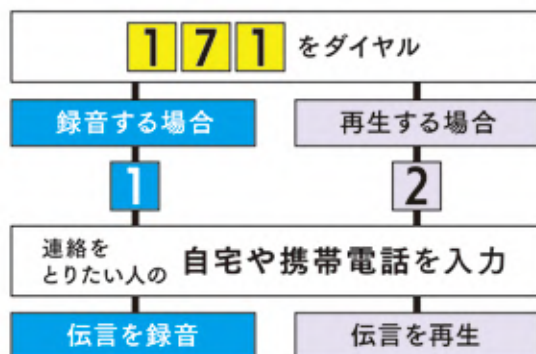 171をダイヤル
録音する場合
再生する場合
1
2
連絡を
とりたい人の
自宅や携帯電話を入力
伝言を録音
伝言を再生